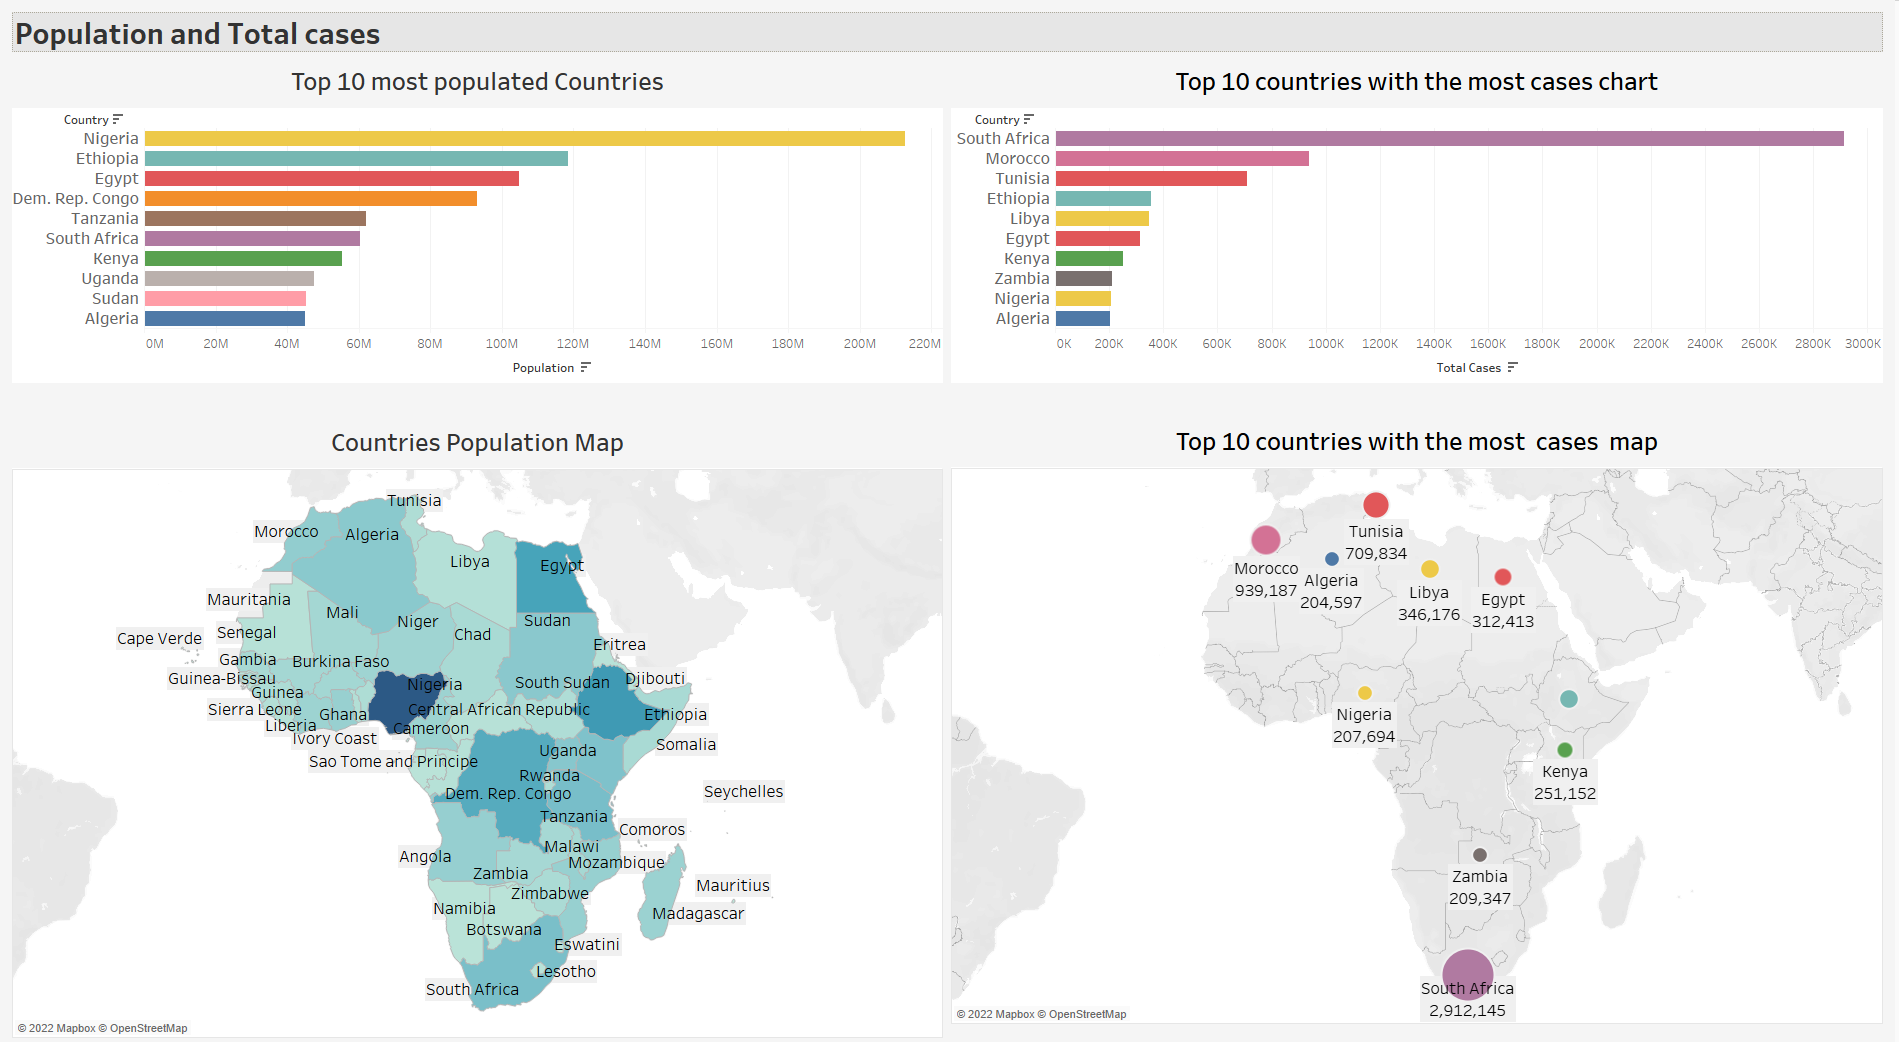 Population and Total cases
Top 10 most populated Countries
Country
Nigeria
Ethiopia
Egypt
Dem. Rep. Congo
Tanzania
South Africa
Kenya
Uganda
Sudan
Algeria
0M 20M 40M 60M 80M 100M 120M 140M 160M 180M 200M 220M
Population
Top 10 countries with the most cases chart
Country
South Africa
Morocco
Tunisia
Ethiopia
Libya
Egypt
Kenya
Zambia
Nigeria
Algeria
0K 200K 400K 600K 800K 1000K 1200K 1400K 1600K 1800K 2000K 2200K 2400K 2600K 2800K 3000K
Total Cases
Countries Population Map
Tunisia
Morocco
Algeria
Libya
Egypt
Mauritania
Mali
Niger
Sudan
Cape Verde
Senegal
Chad
Eritrea
Gambia
Burkina Faso
Guinea-Bissau
Nigeria
South Sudan
Djibouti
Guinea
Sierra Leone
Ghana
Central African Republic
Ethiopia
Liberia
Cameroon
Ivory Coast
Somalia
Sao Tome and Principe
Uganda
Rwanda
Dem. Rep. Congo
Seychelles
Tanzania
Comoros
Angola
Malawi
Mozambique
Zambia
Mauritius
Zimbabwe
Namibia
Madagascar
Botswana
Eswatini
Lesotho
South Africa
© 2022 Mapbox © OpenStreetMap
Top 10 countries with the most  cases  map
Tunisia
709,834
Morocco
939,187
Algeria
204,597
Libya
346,176
Egypt
312,413
Nigeria
207,694
Kenya
251,152
Zambia
209,347
South Africa
2,912,145
© 2022 Mapbox © OpenStreetMap